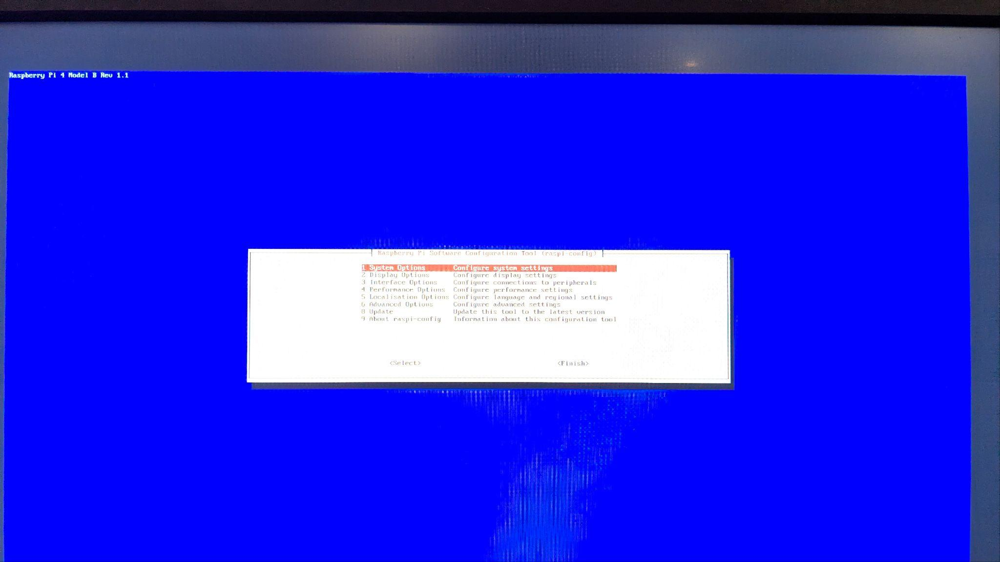 Raspberry Pi 4 Model B Rev 1.1
Raspberry Pi Software Configuration Tool (raspi-config)
1 System Options Configure system settings
2 Display Options Configure display settings
3 Interface Options Configure connections to peripherals
4 Performance Options Configure performance settings
5 Localisation Options Configure language and regional settings
6 Advanced Options Configure advanced settings
8 Update Update this tool to the latest version
9 About raspi-config Information about this configuration tool
<Select> <Finish>